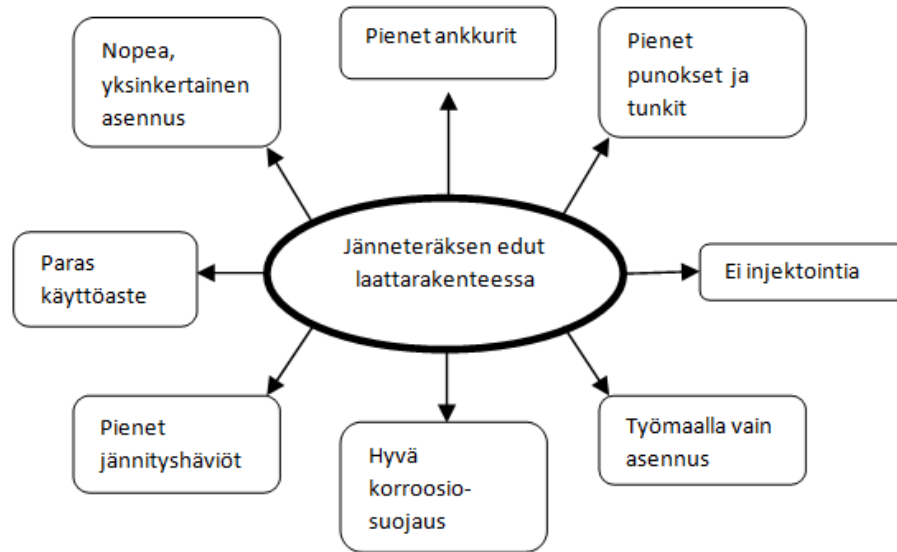 Nopea,
yksinkertainen
asennus
Pienet ankkurit
Pienet
punokset ja
tunkit
Jänneteräksen edut
laattarakenteessa
Paras
käyttöaste
Ei injektointia
Pienet
jännityshäviöt
Hyvä
korroosio-
suojaus
Työmaalla vain
asennus